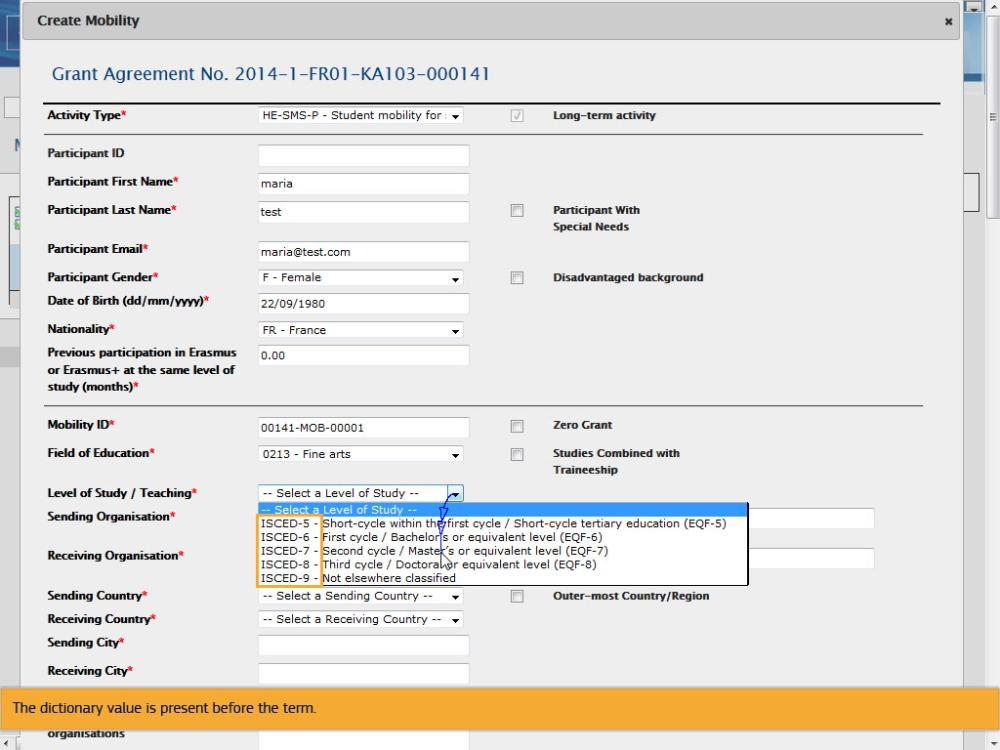 Create Mobility
Grant Agreement No. 2014-1-FR01-KA103-000141
Activity Type* HE-SMS-P - Student mobility for Long-term activity
Participant ID
Participant First Name* maria
Participant Last Name* test Participant With
Special Needs
Participant Email* maria@test.com
Participant Gender* F - Female Disadvantaged background
Date of Birth (dd/mm/yyyy)* 22/09/1980
Nationality* FR - France
Previous participation in Erasmus 0.00
or Erasmus+ at the same level of
study (months)*
Mobility ID* 00141-MOB-00001 Zero Grant
Field of Education* 0213 - Fine arts Studies Combined with
Traineeship
Level of Study / Teaching* -- Select a Level of Study --
-- Select a Level of Study --
Sending Organisation*
ISCED-5 - Short-cycle within the first cycle / Short-cycle tertiary education (EQF-5)
ISCED-6 - First cycle / Bachelor's or equivalent level (EQF-6)
ISCED-7 - Second cycle / Master's or equivalent level (EQF-7)
Receiving Organisation*
ISCED-8 - Third cycle / Doctoral or equivalent level (EQF-8)
ISCED-9 - Not elsewhere classified
Sending Country* -- Select a Sending Country -- Outer-most Country/Region
Receiving Country* -- Select a Receiving Country --
Sending City*
Receiving City*
The dictionary value is present before the term.
organisations